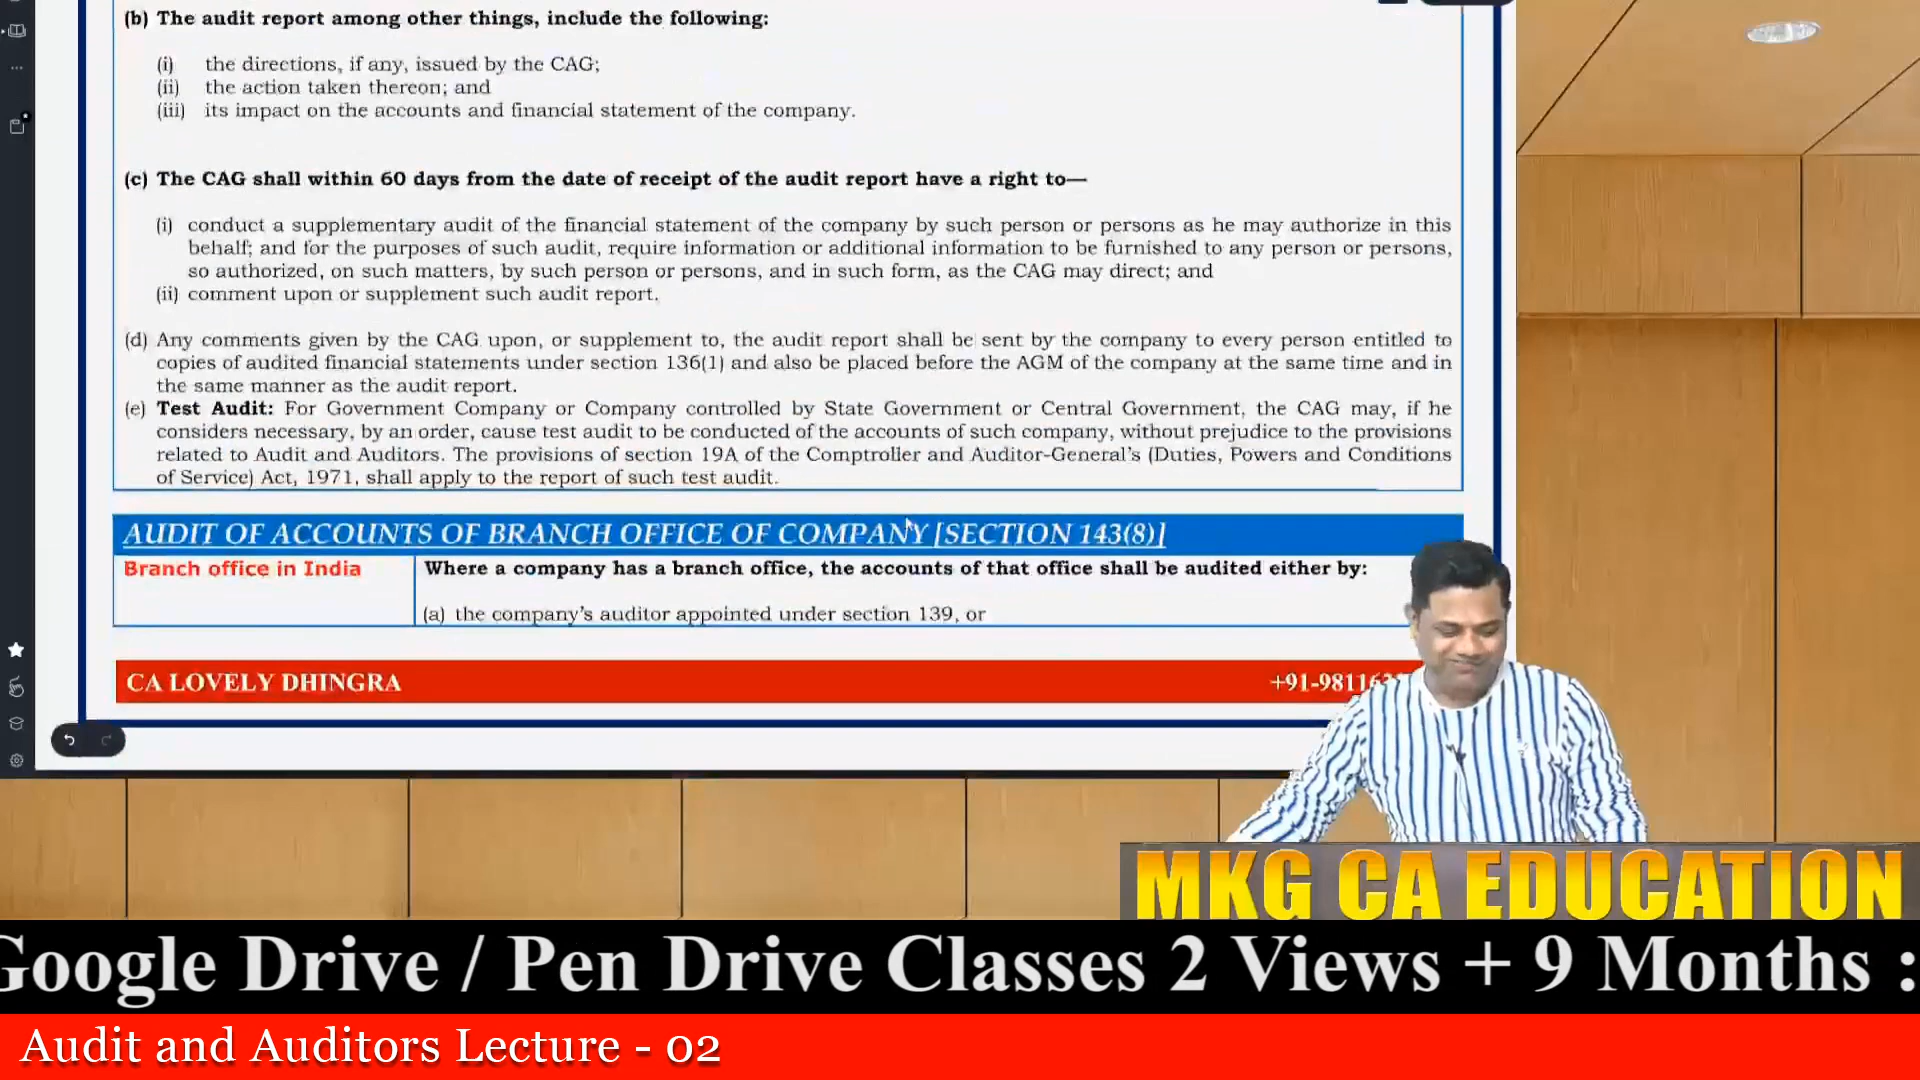 (b) The audit report among other things, include the following:
(i) the directions, if any, issued by the CAG;
(ii) the action taken thereon; and
(iii) its impact on the accounts and financial statement of the company.
(c) The CAG shall within 60 days from the date of receipt of the audit report have a right to—
(i) conduct a supplementary audit of the financial statement of the company by such person or persons as he may authorize in this
behalf; and for the purposes of such audit, require information or additional information to be furnished to any person or persons,
so authorized, on such matters, by such person or persons, and in such form, as the CAG may direct; and
(ii) comment upon or supplement such audit report.
(d) Any comments given by the CAG upon, or supplement to, the audit report shall be sent by the company to every person entitled to
copies of audited financial statements under section 136(1) and also be placed before the AGM of the company at the same time and in
the same manner as the audit report.
(e) Test Audit: For Government Company or Company controlled by State Government or Central Government, the CAG may, if he
considers necessary, by an order, cause test audit to be conducted of the accounts of such company, without prejudice to the provisions
related to Audit and Auditors. The provisions of section 19A of the Comptroller and Auditor-General's (Duties, Powers and Conditions
of Service) Act, 1971, shall apply to the report of such test audit.
AUDIT OF ACCOUNTS OF BRANCH OFFICE OF COMPANY [SECTION 143(8)]
Branch office in India
Where a company has a branch office, the accounts of that office shall be audited either by:
(a) the company's auditor appointed under section 139, or
CA LOVELY DHINGRA
+91-98116
MKG CA EDUCATION
Google Drive / Pen Drive Classes 2 Views + 9 Months :
Audit and Auditors Lecture - 02